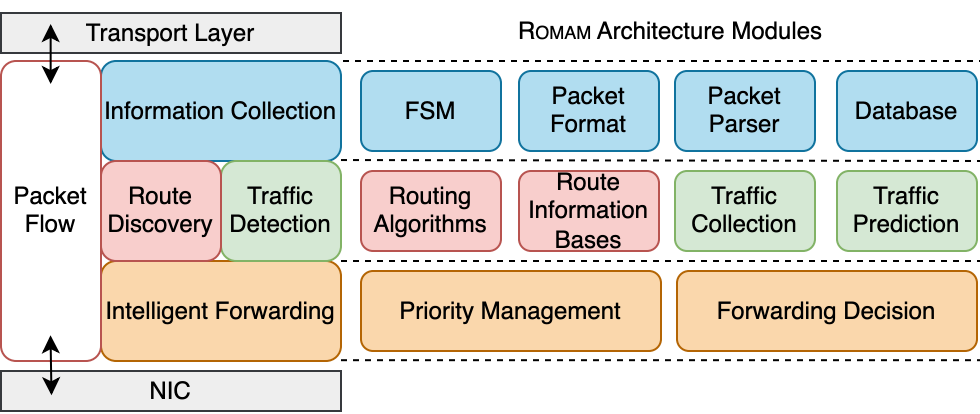 Transport Layer
ROMAM Architecture Modules
Packet
Flow
Information Collection
FSM
Packet
Format
Packet
Parser
Database
Route
Discovery
Traffic
Detection
Routing
Algorithms
Route
Information
Bases
Traffic
Collection
Traffic
Prediction
Intelligent Forwarding
Priority Management
Forwarding Decision
NIC